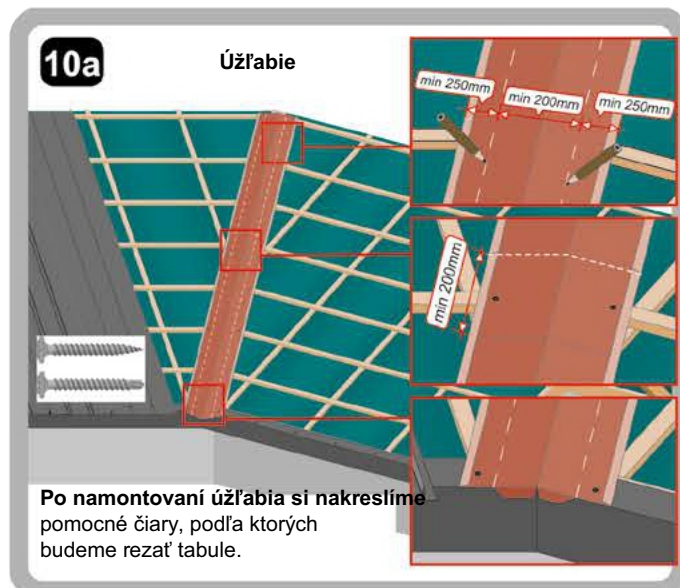 10a
Úžľabie
min 250mm
min 200mm
min 250mm
min 200mm
Po namontovaní úžľabia si nakreslíme
pomocné čiary, podľa ktorých
budeme rezať tabule.